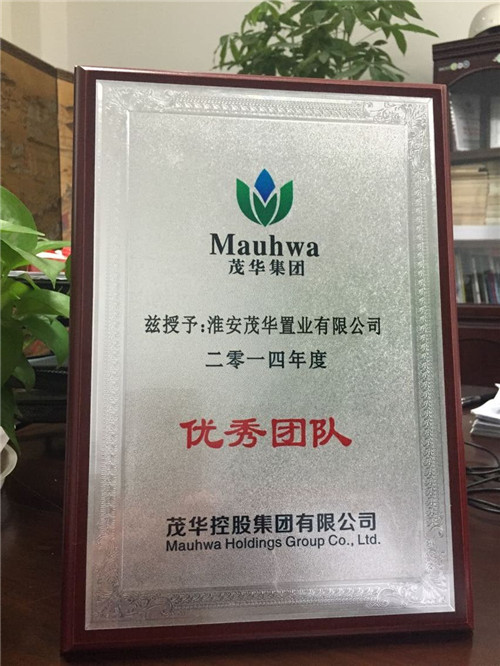 Mauhwa
茂华集团
兹授予:淮安茂华置业有限公司
二零一四年度
优秀团队
茂华控股集团有限公司
Mauhwa Holdings Group Co., Ltd.